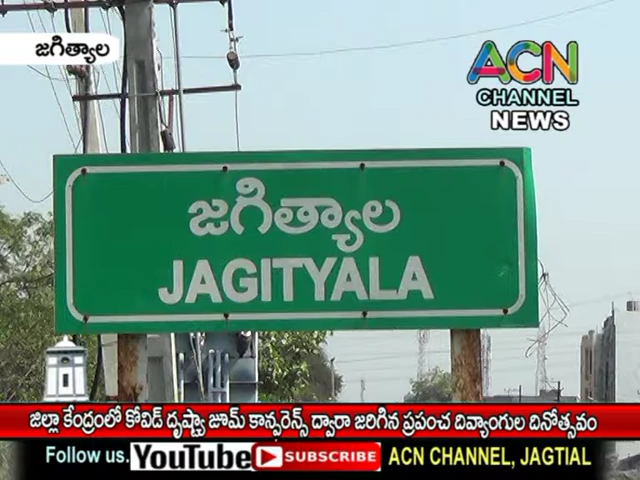 జగిత్యాల
ACN
CHANNEL
NEWS
జగిత్యాల
JAGITYALA
జిల్లా కేంద్రంలో కోవిడ్ దృష్ట్యా జూమ్ కాన్ఫరెన్స్ ద్వారా జరిగిన ప్రపంచ దివ్యాంగుల దినోత్సవం
Follow us. YouTube SUBSCRIBE ACN CHANNEL, JAGTIAL